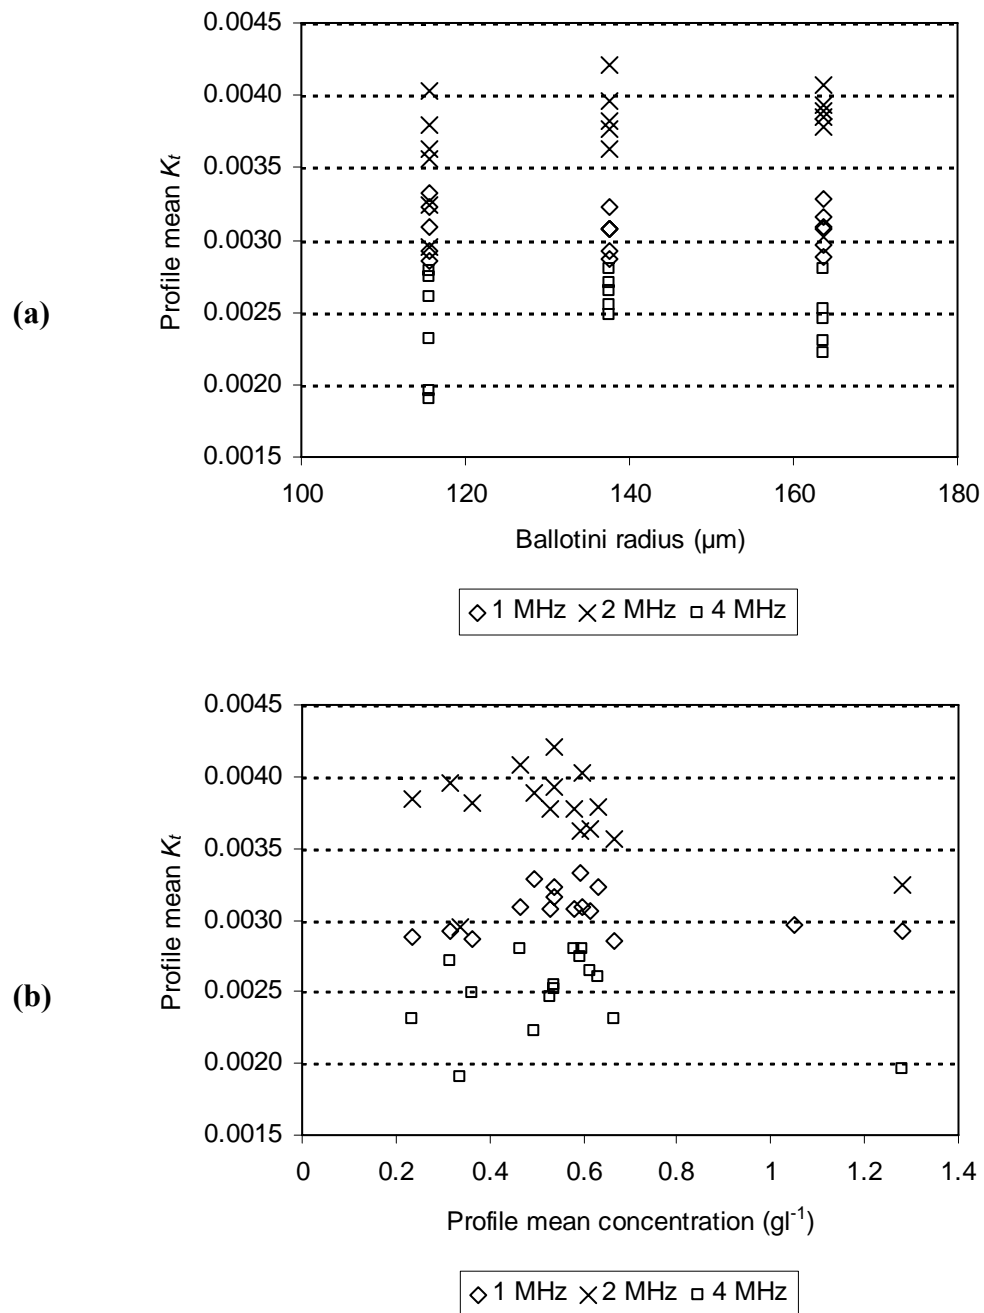 0.0045
0.0040
0.0035
0.0030
0.0025
0.0020
0.0015
Profile mean Kt
(a)
100 120 140 160 180
Ballotini radius (µm)
1 MHz 2 MHz 4 MHz
0.0045
0.0040
0.0035
0.0030
0.0025
0.0020
0.0015
Profile mean Kt
(b)
0 0.2 0.4 0.6 0.8 1 1.2 1.4
Profile mean concentration (gl⁻¹)
1 MHz 2 MHz 4 MHz